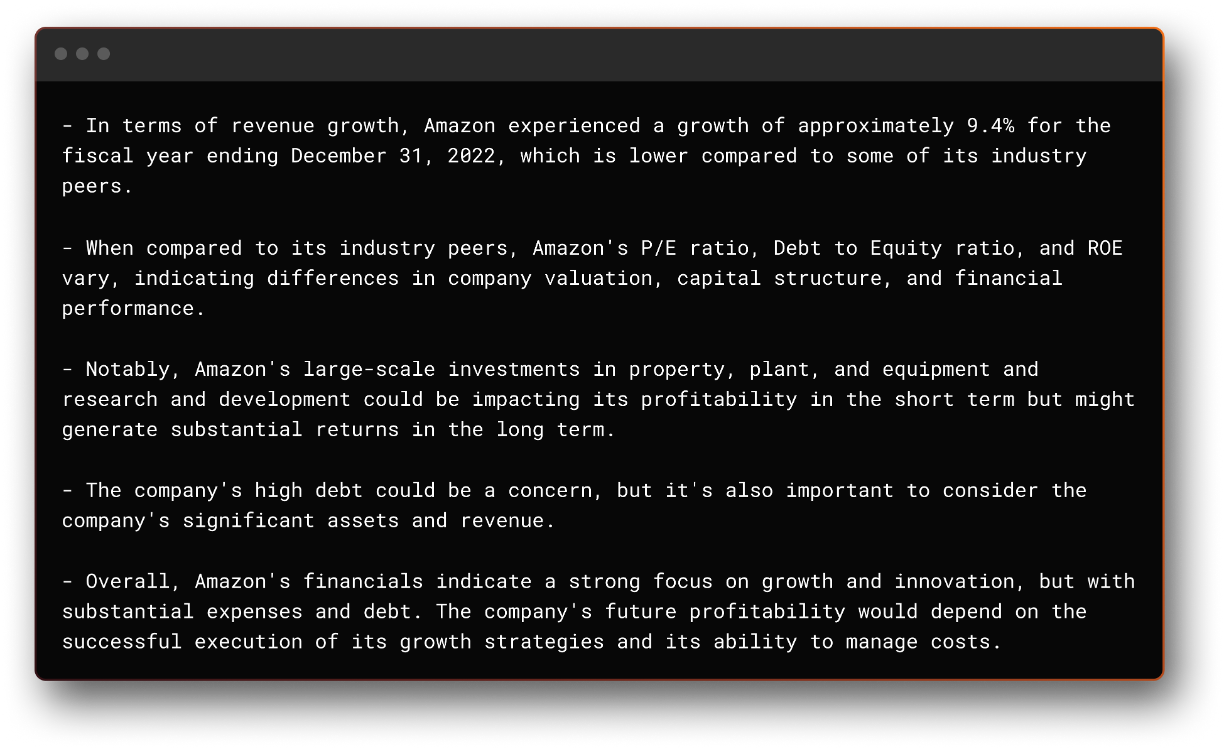 - In terms of revenue growth, Amazon experienced a growth of approximately 9.4% for the
fiscal year ending December 31, 2022, which is lower compared to some of its industry
peers.
- When compared to its industry peers, Amazon's P/E ratio, Debt to Equity ratio, and ROE
vary, indicating differences in company valuation, capital structure, and financial
performance.
- Notably, Amazon's large-scale investments in property, plant, and equipment and
research and development could be impacting its profitability in the short term but might
generate substantial returns in the long term.
- The company's high debt could be a concern, but it's also important to consider the
company's significant assets and revenue.
- Overall, Amazon's financials indicate a strong focus on growth and innovation, but with
substantial expenses and debt. The company's future profitability would depend on the
successful execution of its growth strategies and its ability to manage costs.